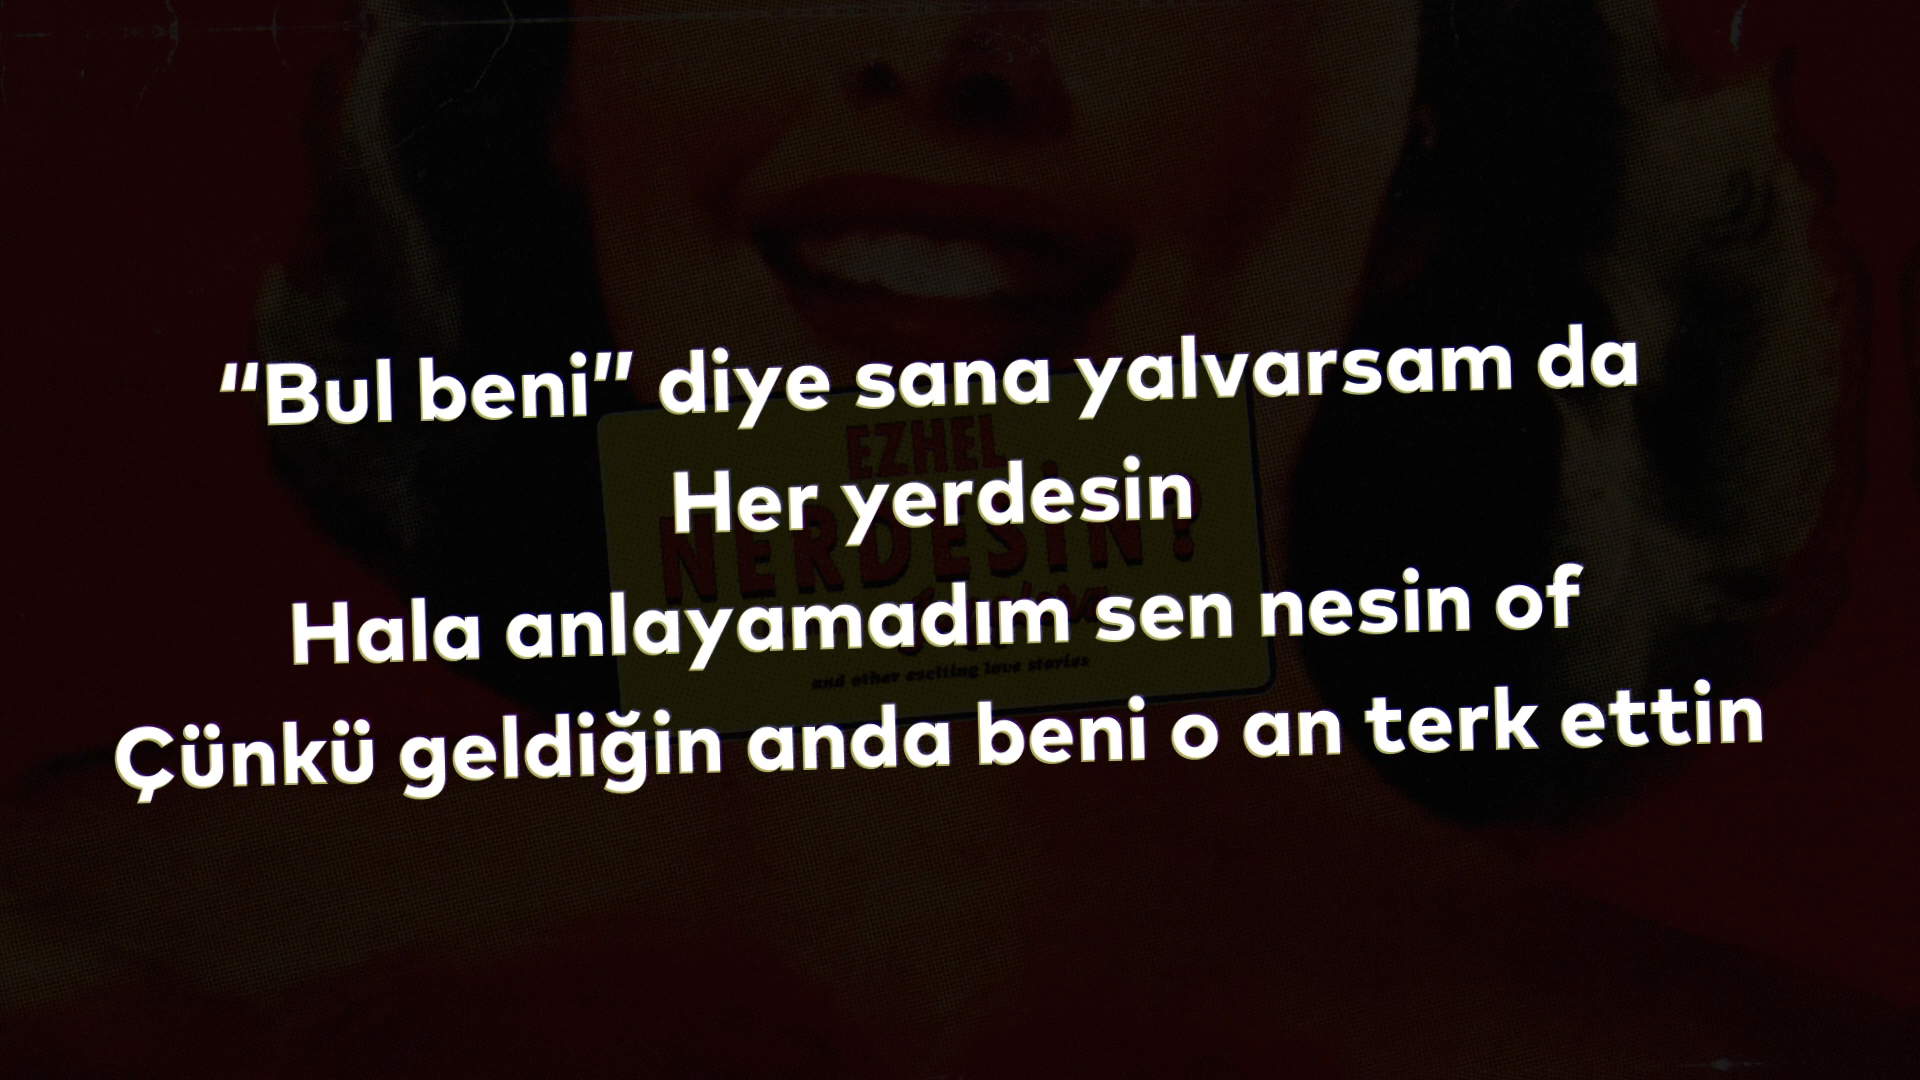 “Bul beni” diye sana yalvarsam da
EZHEL
Her yerdesin
NERDESİN?
Hala anlayamadım sen nesin of
and other exciting love stories
Çünkü geldiğin anda beni o an terk ettin